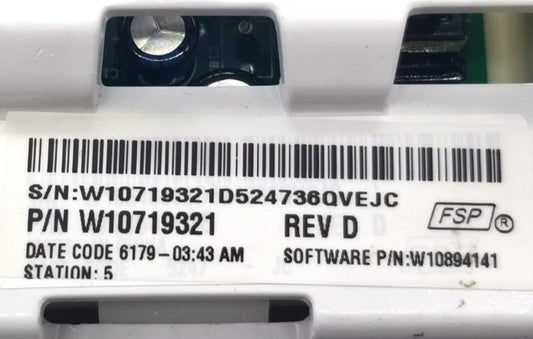 S/N:W10719321D524736QVEJC
P/N W10719321 REV D FSP®
DATE CODE 6179-03:43 AM SOFTWARE P/N:W10894141
STATION: 5